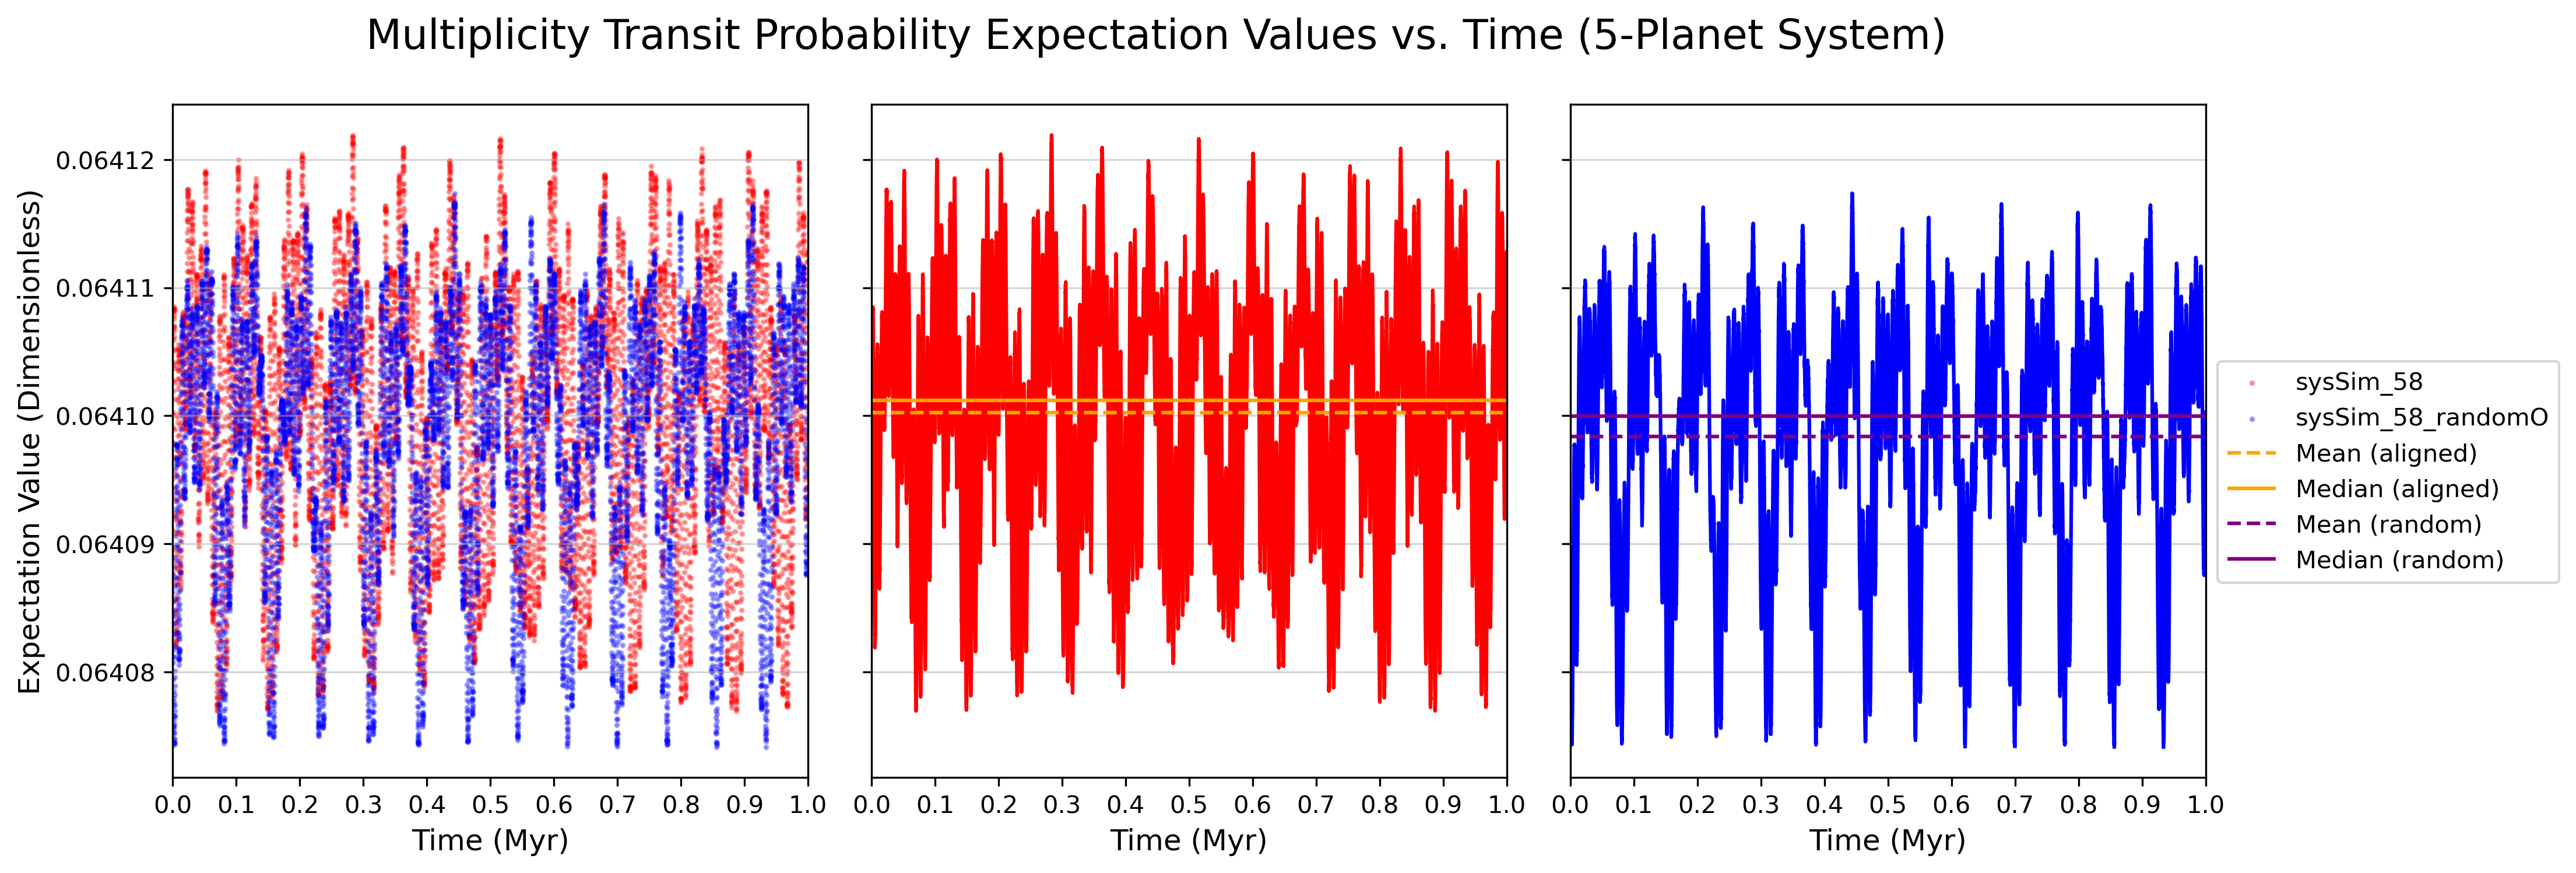 Multiplicity Transit Probability Expectation Values vs. Time (5-Planet System)
Expectation Value (Dimensionless)
0.06412
0.06411
0.06410
0.06409
0.06408
0.0 0.1 0.2 0.3 0.4 0.5 0.6 0.7 0.8 0.9 1.0
Time (Myr)
0.0 0.1 0.2 0.3 0.4 0.5 0.6 0.7 0.8 0.9 1.0
Time (Myr)
0.0 0.1 0.2 0.3 0.4 0.5 0.6 0.7 0.8 0.9 1.0
Time (Myr)
sysSim_58
sysSim_58_randomO
Mean (aligned)
Median (aligned)
Mean (random)
Median (random)